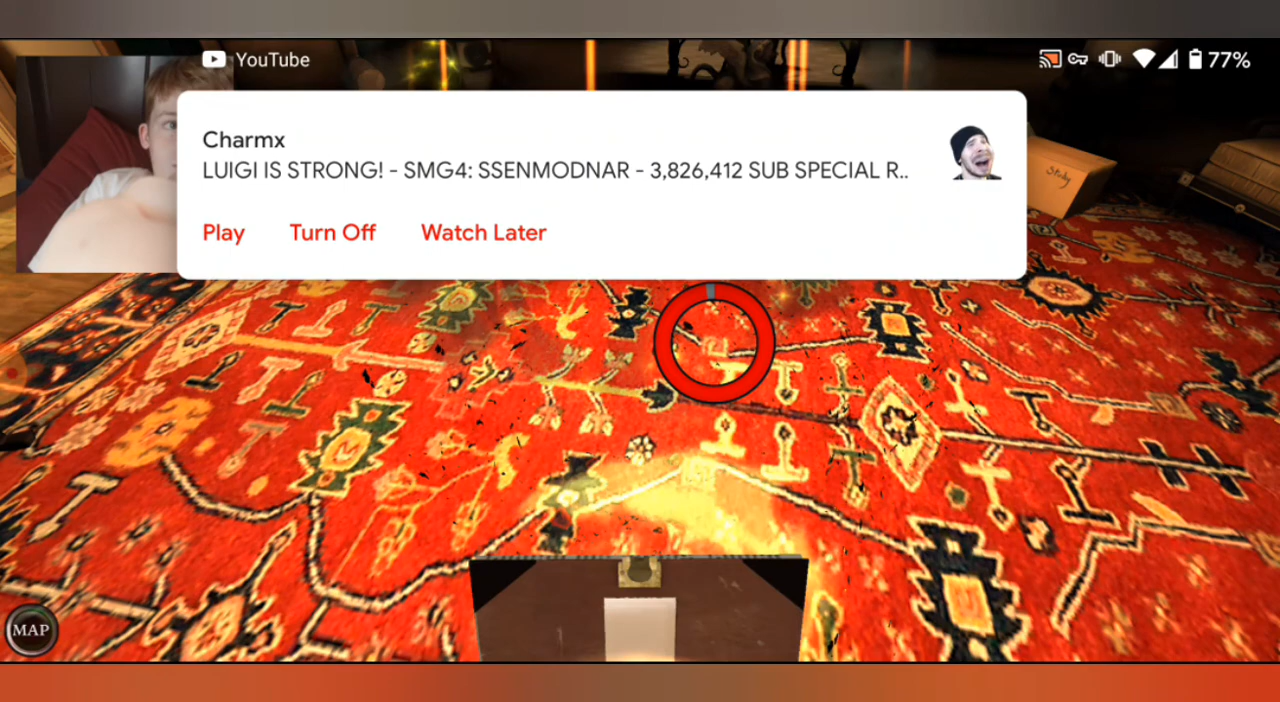 YouTube
77%
Charmx
LUIGI IS STRONG! - SMG4: SSENMODNAR - 3,826,412 SUB SPECIAL R..
Play Turn Off Watch Later
Study
MAP